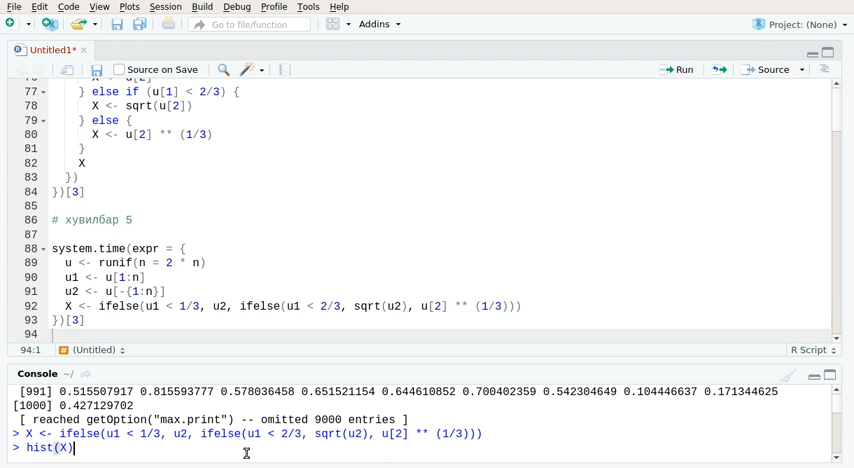 File Edit Code View Plots Session Build Debug Profile Tools Help
Go to file/function Addins Project: (None)
Untitled1*
Source on Save Run Source
77 } else if (u[1] < 2/3) {
78 X <- sqrt(u[2])
79 } else {
80 X <- u[2] ** (1/3)
81 }
82 X
83 })
84 })[3]
85
86 # хувилбар 5
87
88 system.time(expr = {
89 u <- runif(n = 2 * n)
90 u1 <- u[1:n]
91 u2 <- u[-{1:n}]
92 X <- ifelse(u1 < 1/3, u2, ifelse(u1 < 2/3, sqrt(u2), u[2] ** (1/3)))
93 })[3]
94
94:1 (Untitled) R Script
Console ~/
[991] 0.515507917 0.815593777 0.578036458 0.651521154 0.644610852 0.700402359 0.542304649 0.104446637 0.171344625
[1000] 0.427129702
[ reached getOption("max.print") -- omitted 9000 entries ]
> X <- ifelse(u1 < 1/3, u2, ifelse(u1 < 2/3, sqrt(u2), u[2] ** (1/3)))
> hist(X)